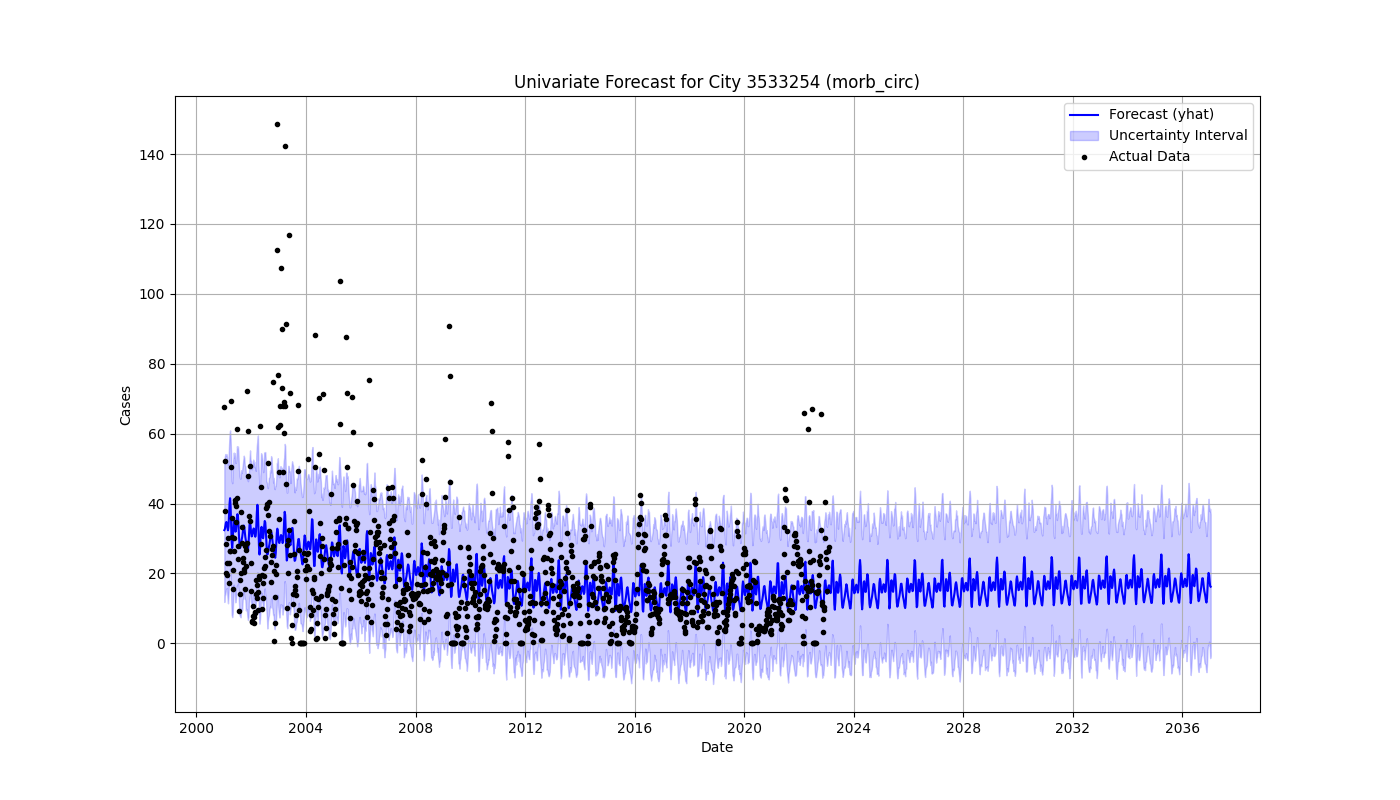 Univariate Forecast for City 3533254 (morb_circ)
Forecast (yhat)
Uncertainty Interval
Actual Data
Cases
140
120
100
80
60
40
20
0
2000 2004 2008 2012 2016 2020 2024 2028 2032 2036
Date